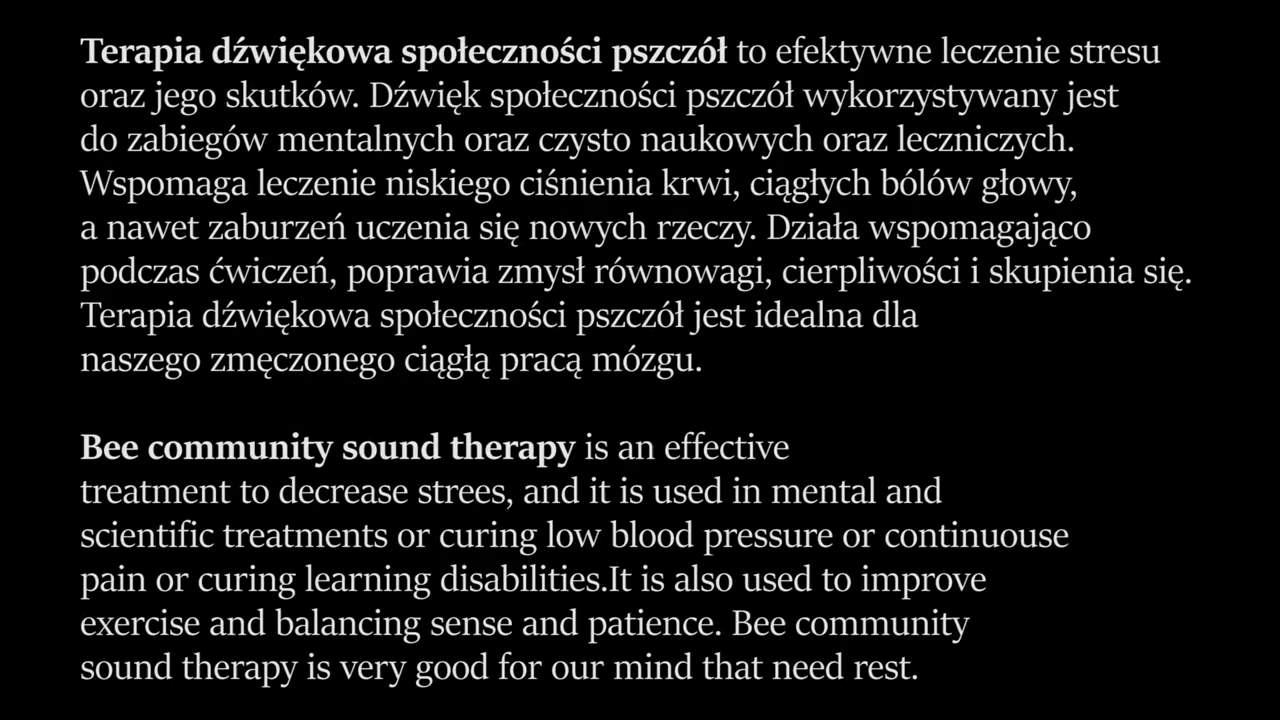 Terapia dźwiękowa społeczności pszczół to efektywne leczenie stresu
oraz jego skutków. Dźwięk społeczności pszczół wykorzystywany jest
do zabiegów mentalnych oraz czysto naukowych oraz leczniczych.
Wspomaga leczenie niskiego ciśnienia krwi, ciągłych bólów głowy,
a nawet zaburzeń uczenia się nowych rzeczy. Działa wspomagająco
podczas ćwiczeń, poprawia zmysł równowagi, cierpliwości i skupienia się.
Terapia dźwiękowa społeczności pszczół jest idealna dla
naszego zmęczonego ciągłą pracą mózgu.
Bee community sound therapy is an effective
treatment to decrease strees, and it is used in mental and
scientific treatments or curing low blood pressure or continuouse
pain or curing learning disabilities.It is also used to improve
exercise and balancing sense and patience. Bee community
sound therapy is very good for our mind that need rest.